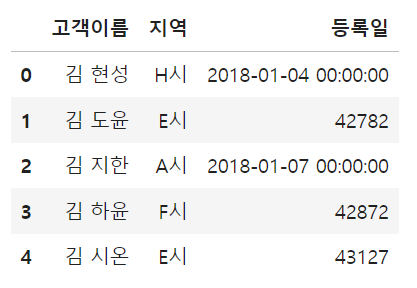 고객이름 지역 등록일
0 김 현성 H시 2018-01-04 00:00:00
1 김 도윤 E시 42782
2 김 지한 A시 2018-01-07 00:00:00
3 김 하윤 F시 42872
4 김 시온 E시 43127